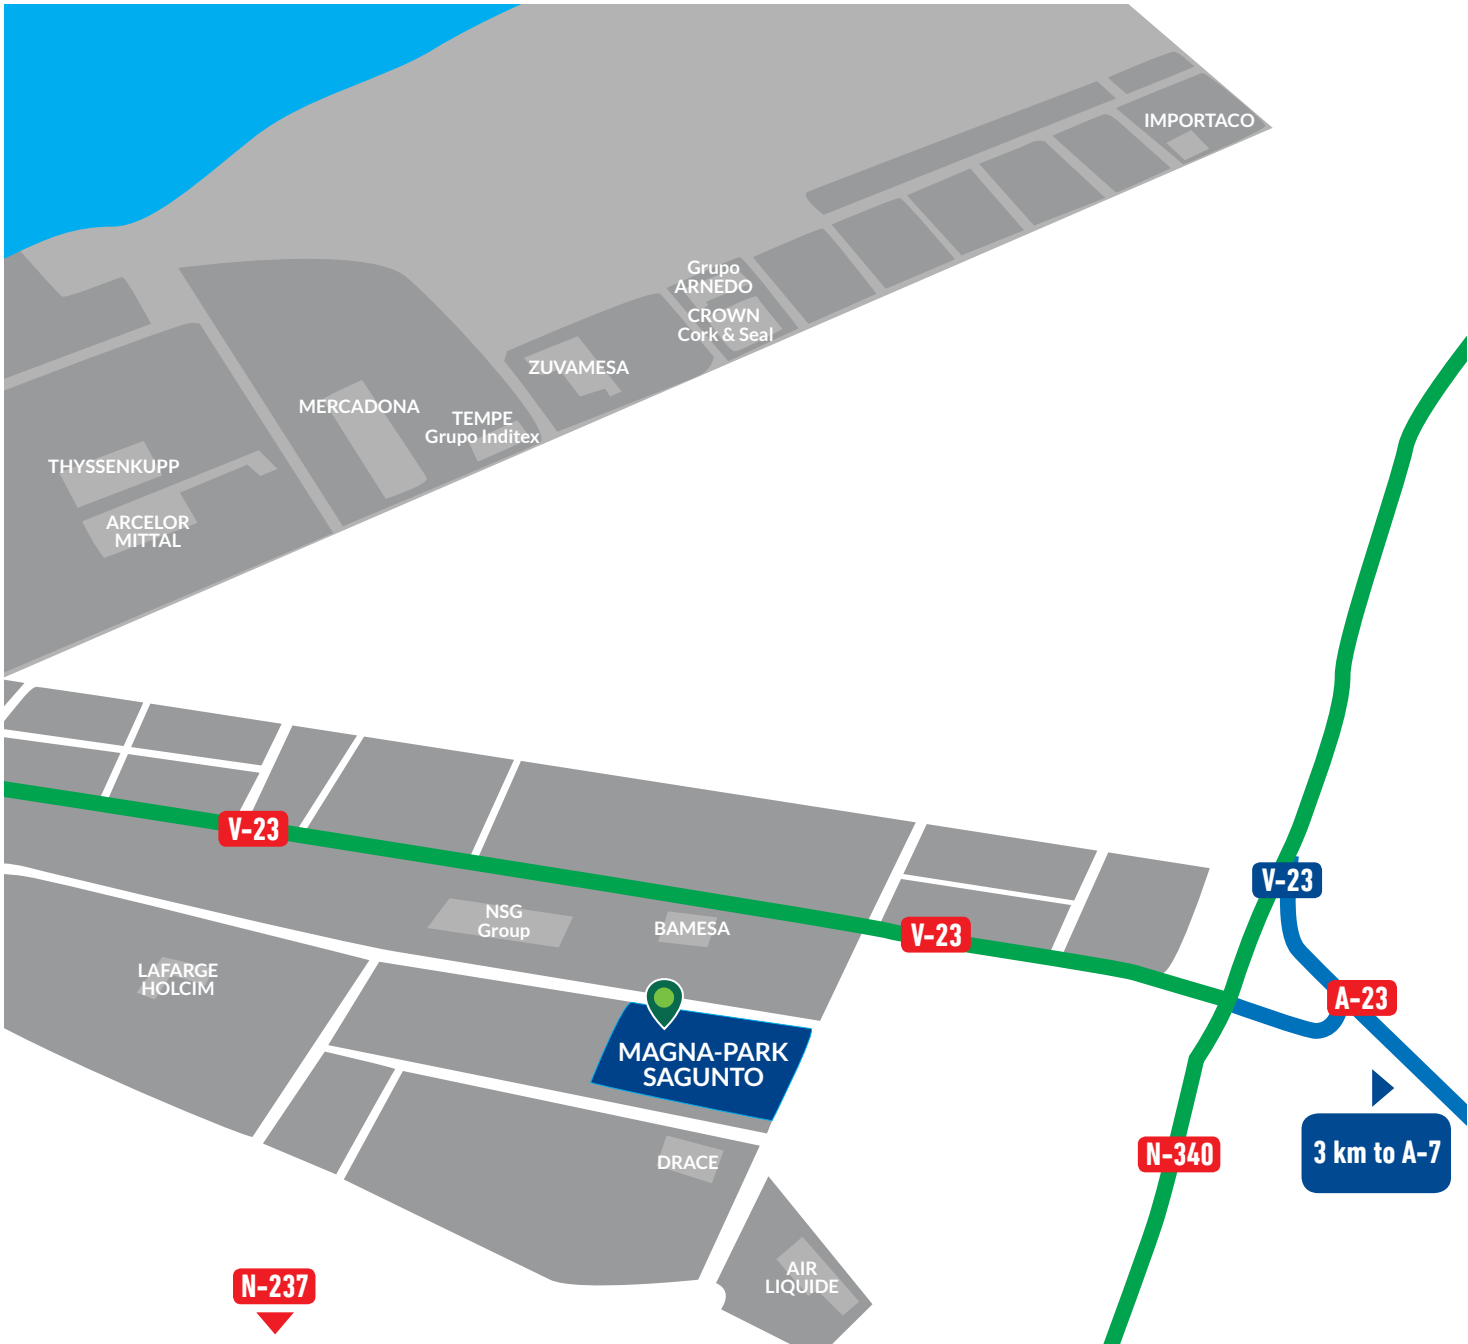 IMPORTACO
Grupo
ARNEDO
CROWN
Cork & Seal
ZUVAMESA
MERCADONA
TEMPE
Grupo Inditex
THYSSENKUPP
ARCELOR
MITTAL
V-23
V-23
NSG
Group
BAMESA
V-23
LAFARGE
HOLCIM
A-23
MAGNA-PARK
SAGUNTO
N-340
3 km to A-7
DRACE
AIR
LIQUIDE
N-237